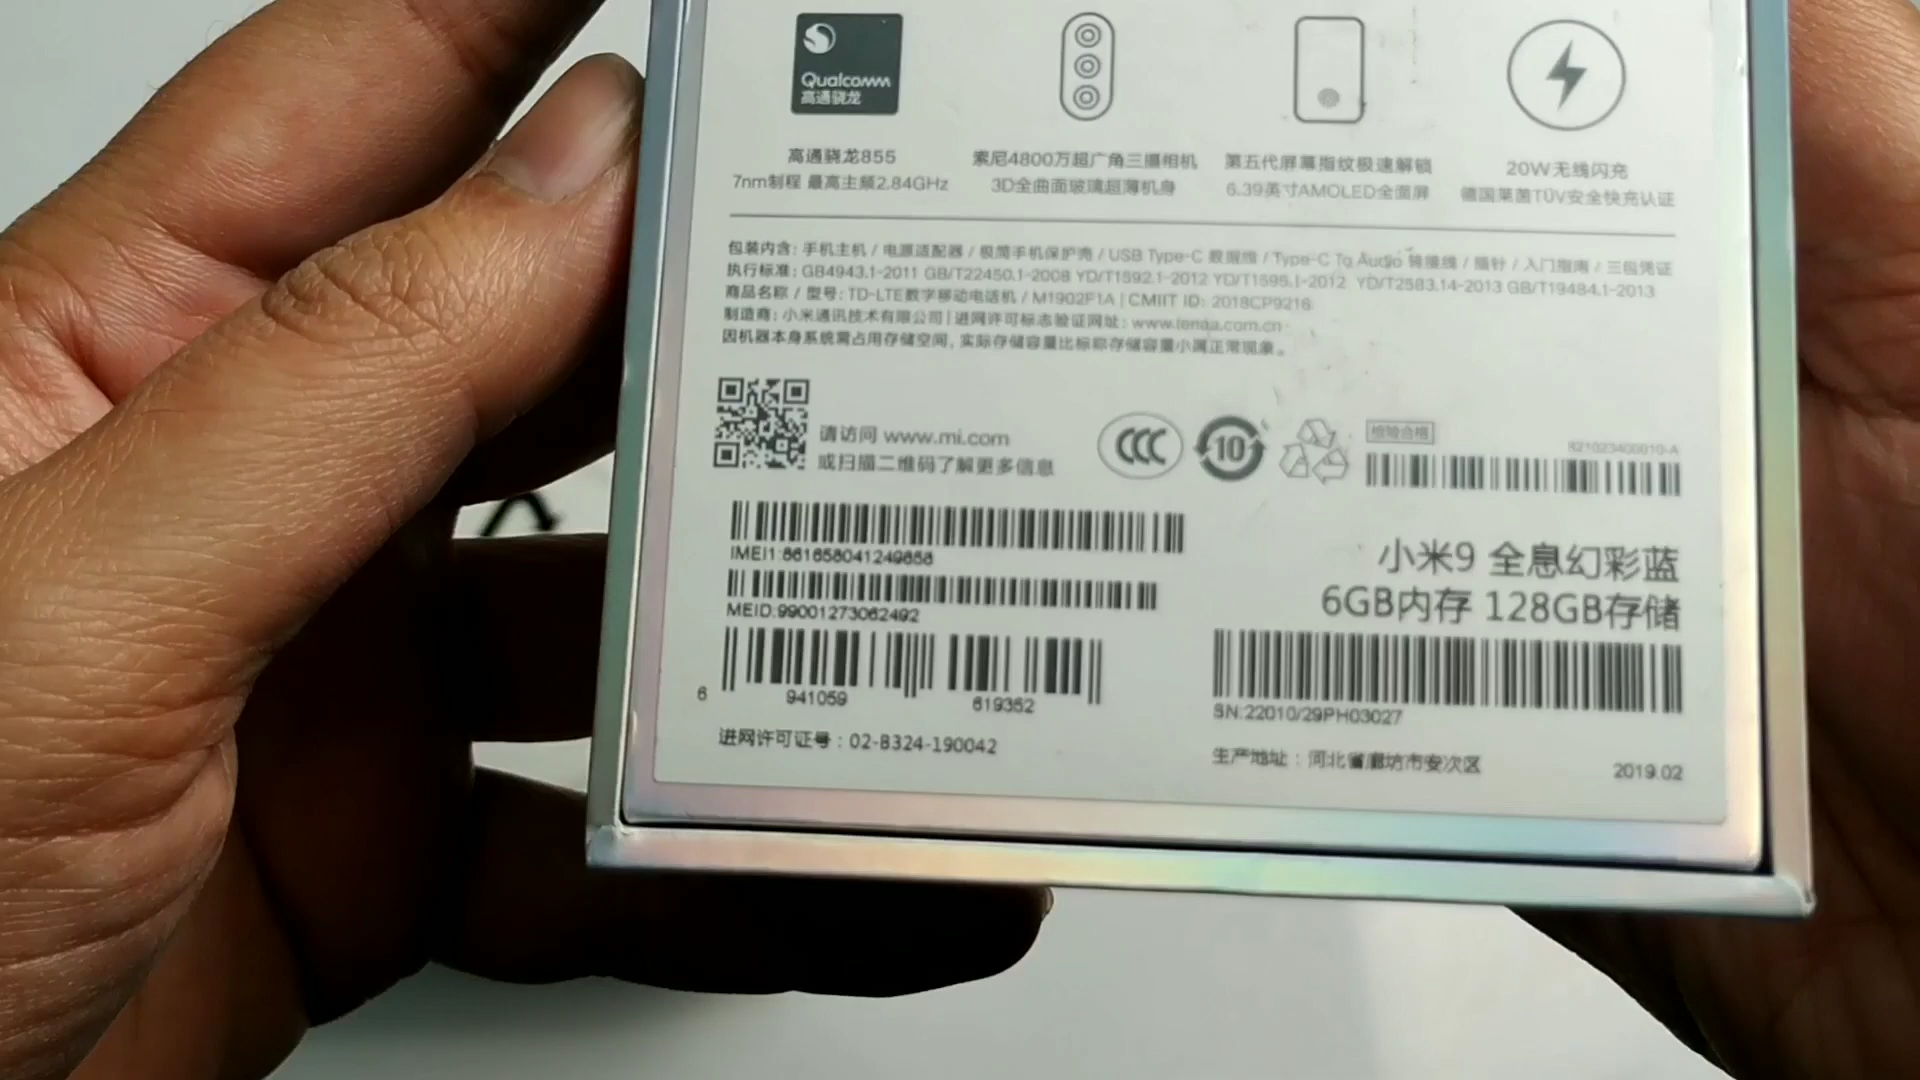 Qualcomm
高通骁龙
高通骁龙855
7nm制程 最高主频2.84GHz
索尼4800万超广角三摄相机
3D全曲面玻璃超薄机身
第五代屏幕指纹极速解锁
6.39英寸AMOLED全面屏
20W无线闪充
德国莱茵TÜV安全快充认证
包装内含: 手机主机 / 电源适配器 / 极简手机保护壳 / USB Type-C 数据线 / Type-C To Audio 转接线 / 插针 / 入门指南 / 三包凭证
执行标准: GB4943.1-2011 GB/T22450.1-2008 YD/T1592.1-2012 YD/T1595.1-2012 YD/T2583.14-2013 GB/T19484.1-2013
商品名称 / 型号: TD-LTE数字移动电话机 / M1902F1A | CMIIT ID: 2018CP9216
制造商: 小米通讯技术有限公司 | 进网许可标志验证网址: www.tenaa.com.cn
因机器本身系统需占用存储空间, 实际存储容量比标称存储容量小属正常现象。
请访问 www.mi.com
或扫描二维码了解更多信息
CCC
10
检验合格
821023400010-A
IMEI1:861658041249858
MEID:99001273062492
小米9 全息幻彩蓝
6GB内存 128GB存储
6 941059 619352
SN:22010/29PH03027
进网许可证号：02-B324-190042
生产地址：河北省廊坊市安次区
2019.02